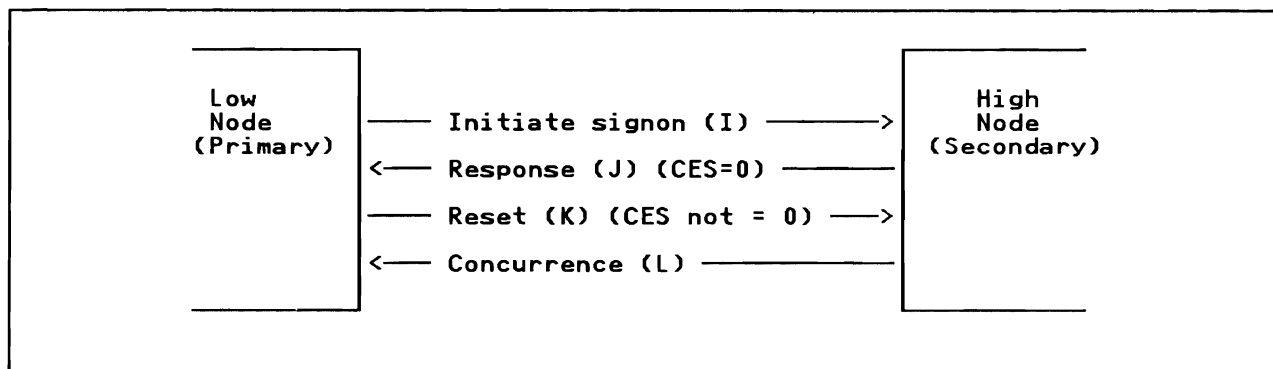 Low
Node
(Primary)
Initiate signon (I)
Response (J) (CES=0)
Reset (K) (CES not = 0)
Concurrence (L)
High
Node
(Secondary)